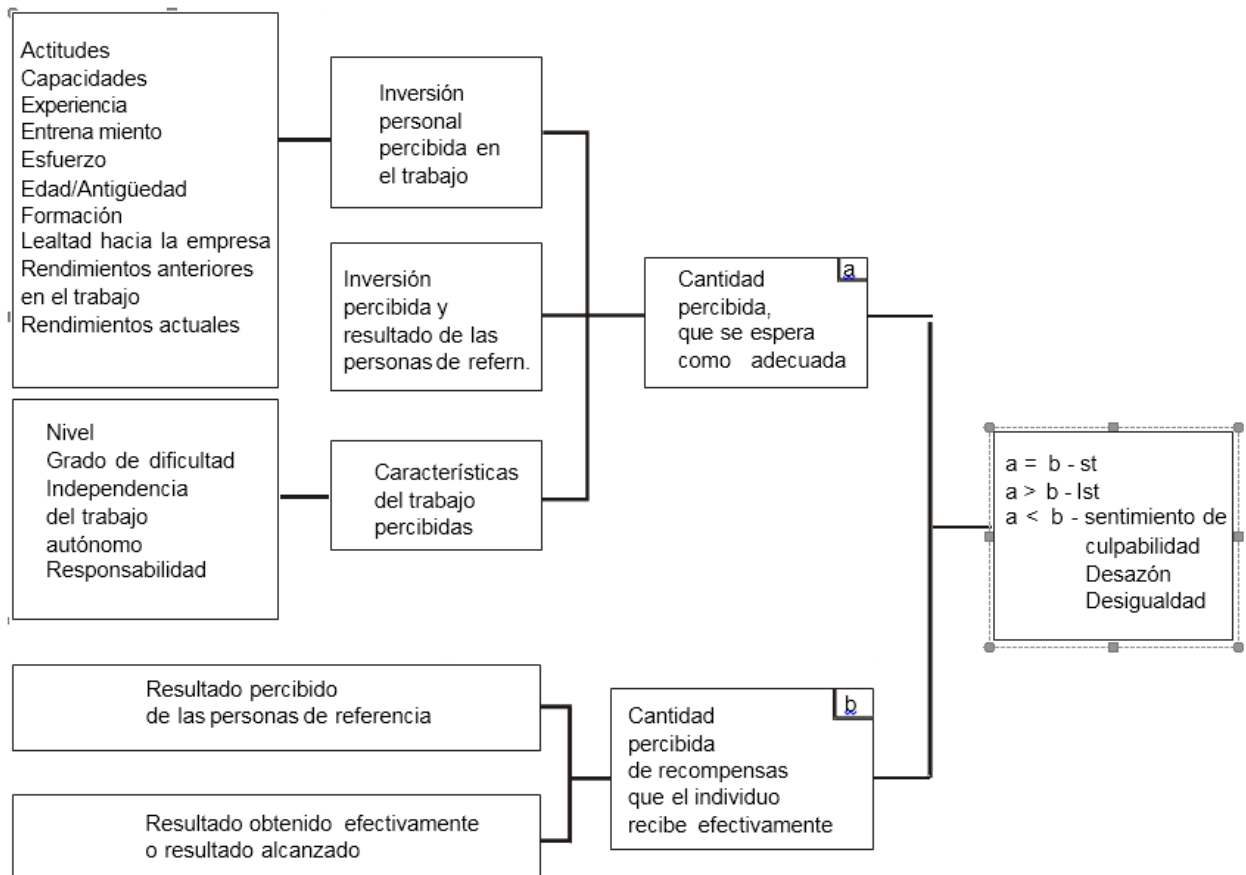 Actitudes
Capacidades
Experiencia
Entrena miento
Esfuerzo
Edad/Antigüedad
Formación
Lealtad hacia la empresa
Rendimientos anteriores
en el trabajo
Rendimientos actuales
Inversión
personal
percibida en
el trabajo
Inversión
percibida y
resultado de las
personas de refern.
a
Cantidad
percibida,
que se espera
como adecuada
Nivel
Grado de dificultad
Independencia
del trabajo
autónomo
Responsabilidad
Características
del trabajo
percibidas
a = b - st
a > b - Ist
a < b - sentimiento de
culpabilidad
Desazón
Desigualdad
Resultado percibido
de las personas de referencia
Resultado obtenido efectivamente
o resultado alcanzado
b
Cantidad
percibida
de recompensas
que el individuo
recibe efectivamente